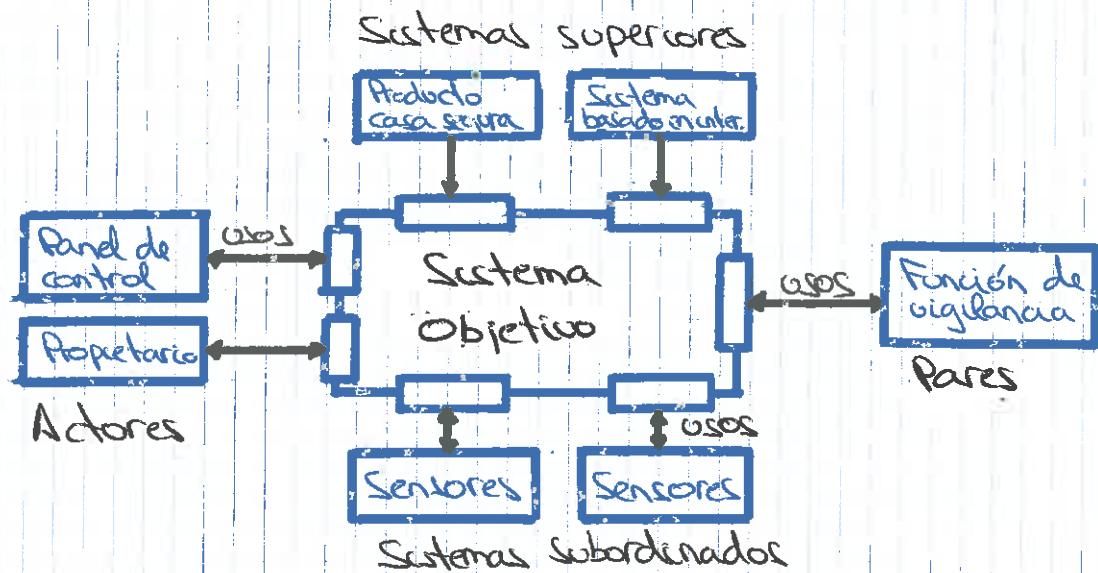 Sistemas superiores
Producto
casa segura
Sistema
basado en inter.
Panel de
control
usos
Propietario
Actores
Sistema
Objetivo
usos
Función de
vigilancia
Pares
usos
Sensores
Sensores
Sistemas subordinados